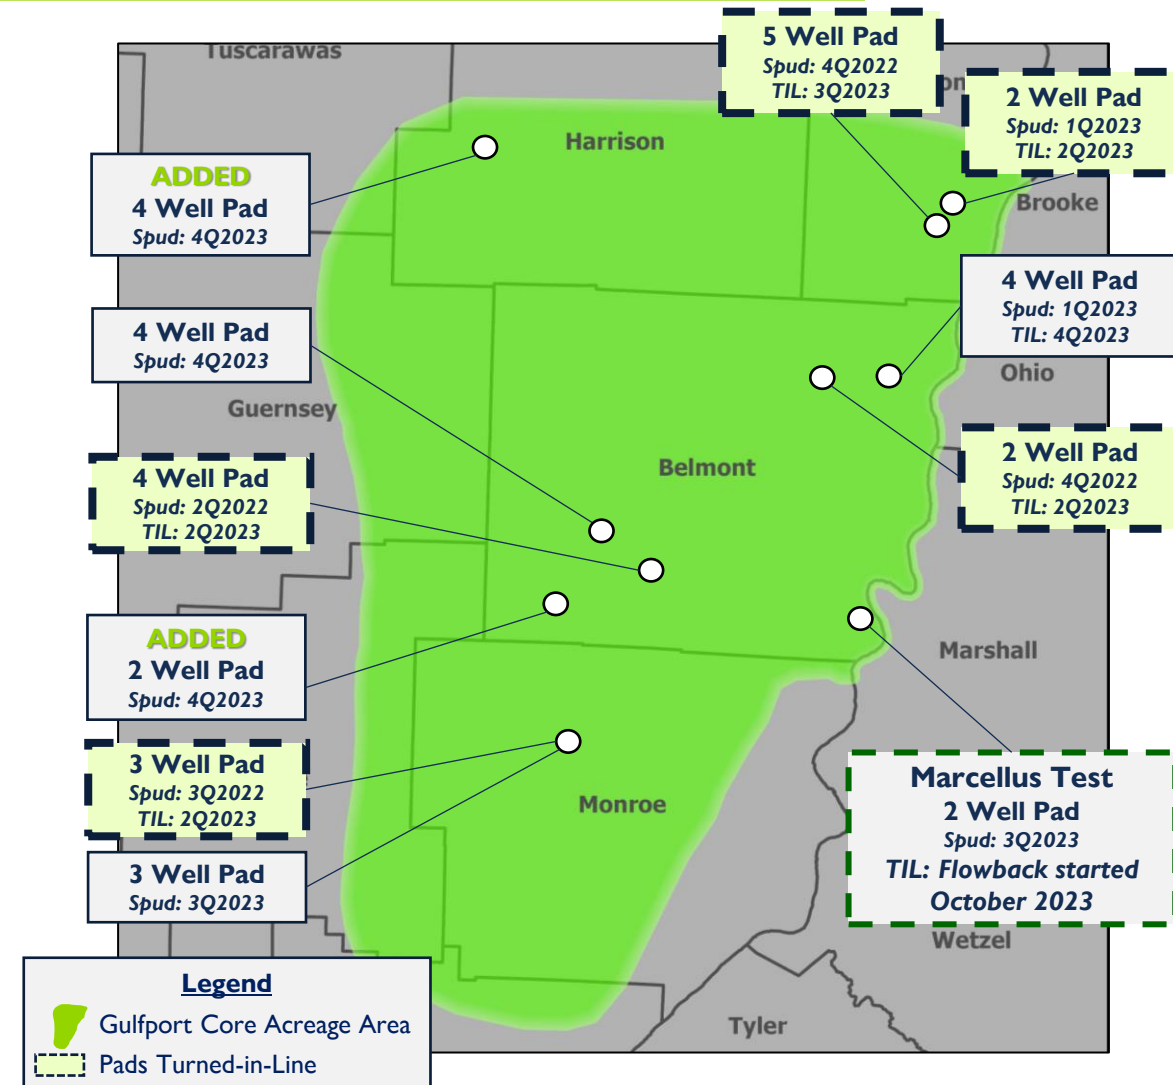 Tuscarawas
5 Well Pad
Spud: 4Q2022
TIL: 3Q2023
2 Well Pad
Spud: 1Q2023
TIL: 2Q2023
Harrison
Brooke
ADDED
4 Well Pad
Spud: 4Q2023
4 Well Pad
Spud: 1Q2023
TIL: 4Q2023
4 Well Pad
Spud: 4Q2023
Ohio
Guernsey
Belmont
2 Well Pad
Spud: 4Q2022
TIL: 2Q2023
4 Well Pad
Spud: 2Q2022
TIL: 2Q2023
ADDED
2 Well Pad
Spud: 4Q2023
Marshall
3 Well Pad
Spud: 3Q2022
TIL: 2Q2023
Monroe
Marcellus Test
2 Well Pad
Spud: 3Q2023
TIL: Flowback started
October 2023
3 Well Pad
Spud: 3Q2023
Wetzel
Tyler
Legend
Gulfport Core Acreage Area
Pads Turned-in-Line